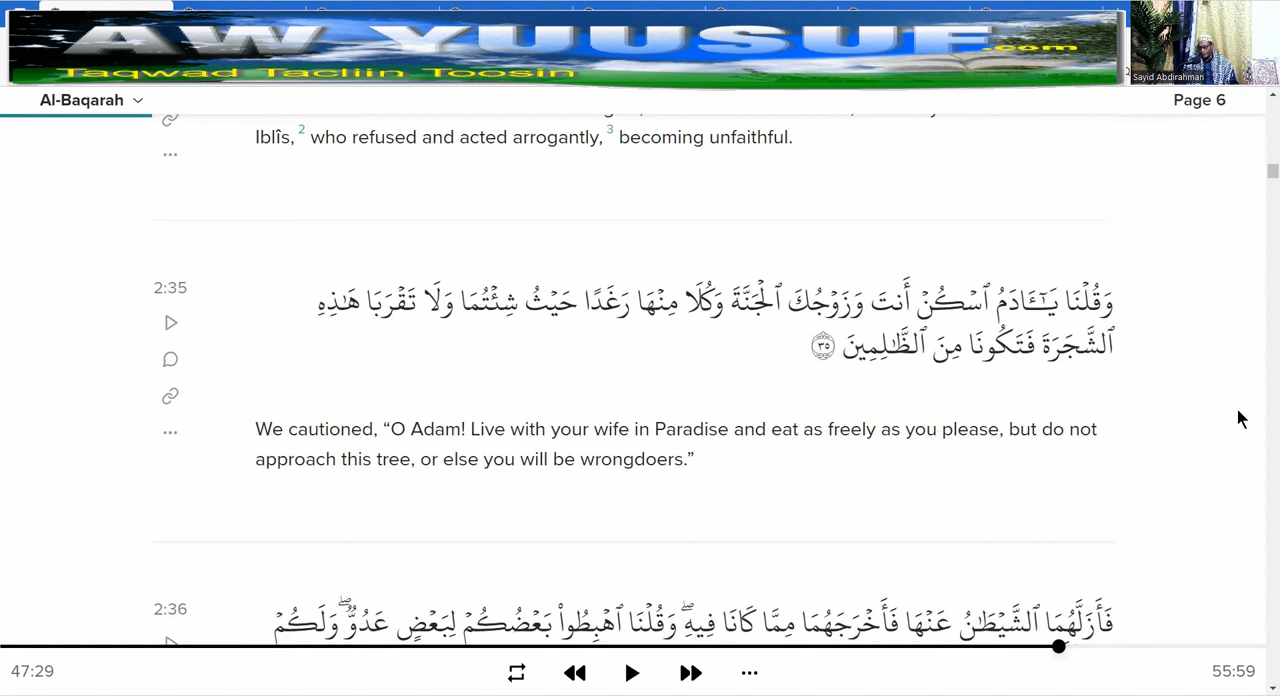 AW YUUSUF.com
Taqwad Tacliin Toosin
Sayid Abdirahman
Al-Baqarah
Page 6
Iblîs, 2 who refused and acted arrogantly, 3 becoming unfaithful.
2:35
وَقُلْنَا يَـٰٓـَٔادَمُ ٱسْكُنْ أَنتَ وَزَوْجُكَ ٱلْجَنَّةَ وَكُلَا مِنْهَا رَغَدًا حَيْثُ شِئْتُمَا وَلَا تَقْرَبَا هَـٰذِهِ
ٱلشَّجَرَةَ فَتَكُونَا مِنَ ٱلظَّـٰلِمِينَ ٣٥
We cautioned, “O Adam! Live with your wife in Paradise and eat as freely as you please, but do not
approach this tree, or else you will be wrongdoers.”
2:36
فَأَزَلَّهُمَا ٱلشَّيْطَـٰنُ عَنْهَا فَأَخْرَجَهُمَا مِمَّا كَانَا فِيهِ ۖ وَقُلْنَا ٱهْبِطُوا۟ بَعْضُكُمْ لِبَعْضٍ عَدُوٌّ ۖ وَلَكُمْ
47:29
55:59